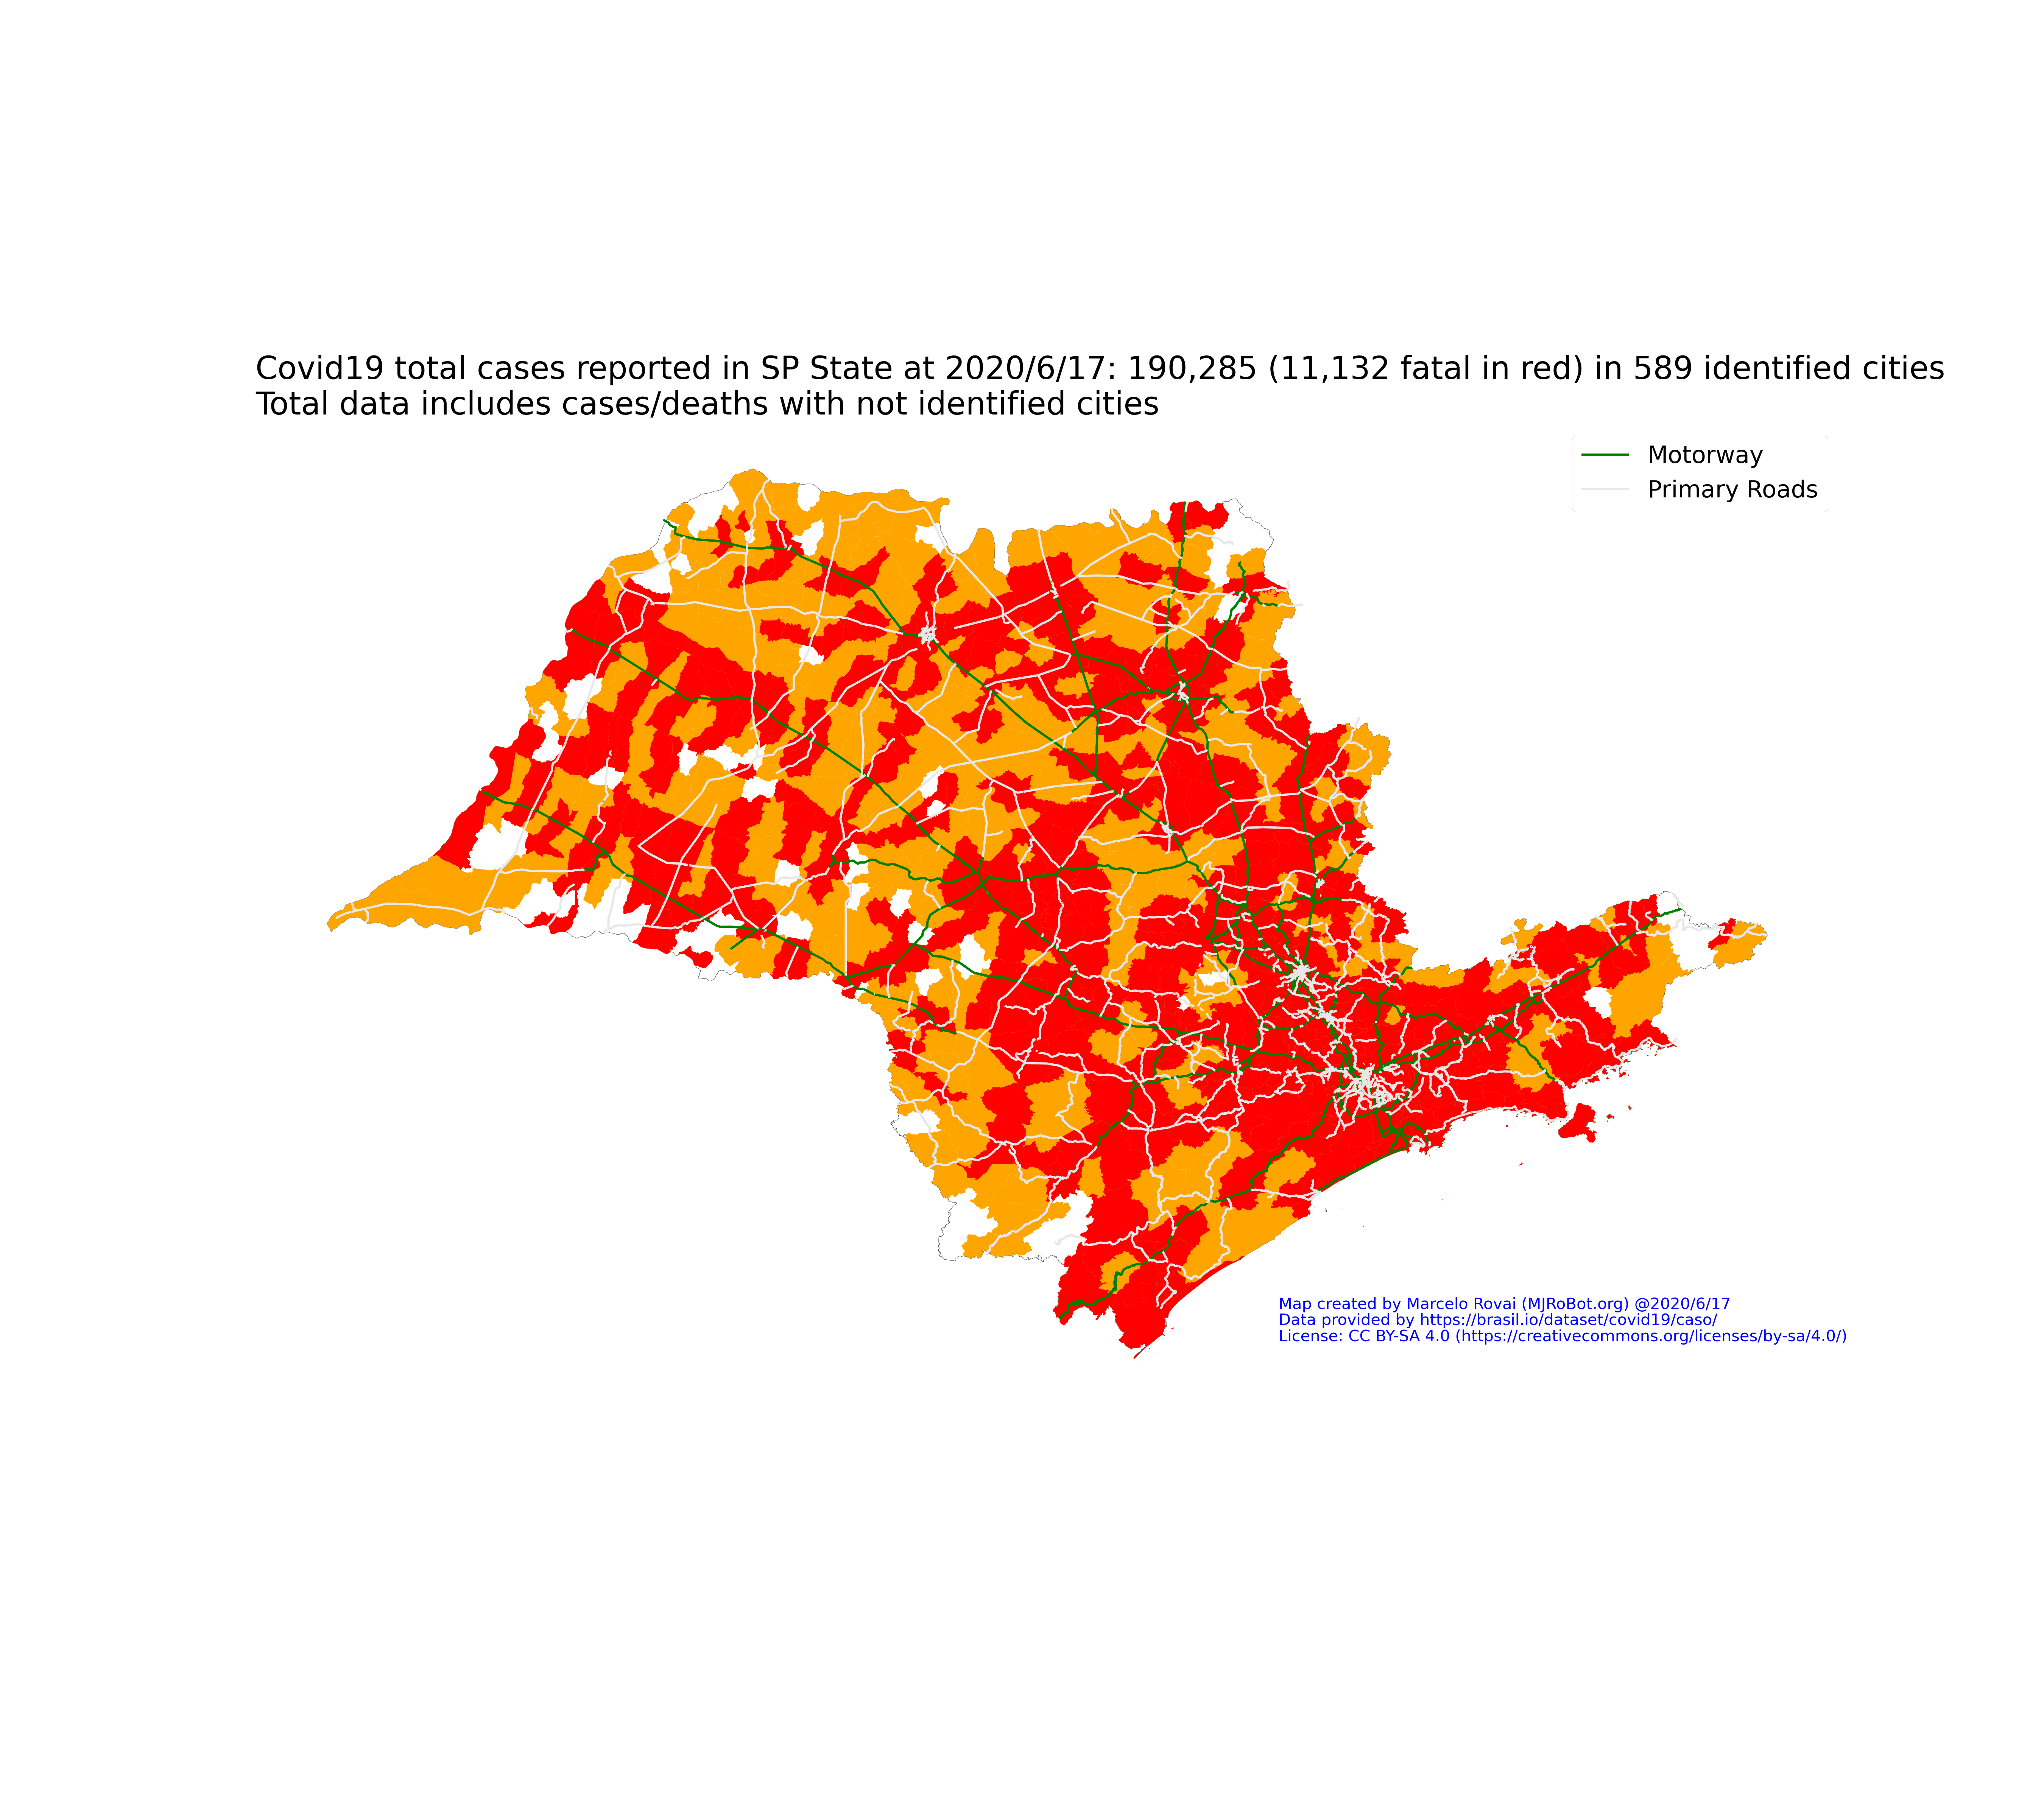 Covid19 total cases reported in SP State at 2020/6/17: 190,285 (11,132 fatal in red) in 589 identified cities
Total data includes cases/deaths with not identified cities
Motorway
Primary Roads
Map created by Marcelo Rovai (MJRoBot.org) @2020/6/17
Data provided by https://brasil.io/dataset/covid19/caso/
License: CC BY-SA 4.0 (https://creativecommons.org/licenses/by-sa/4.0/)